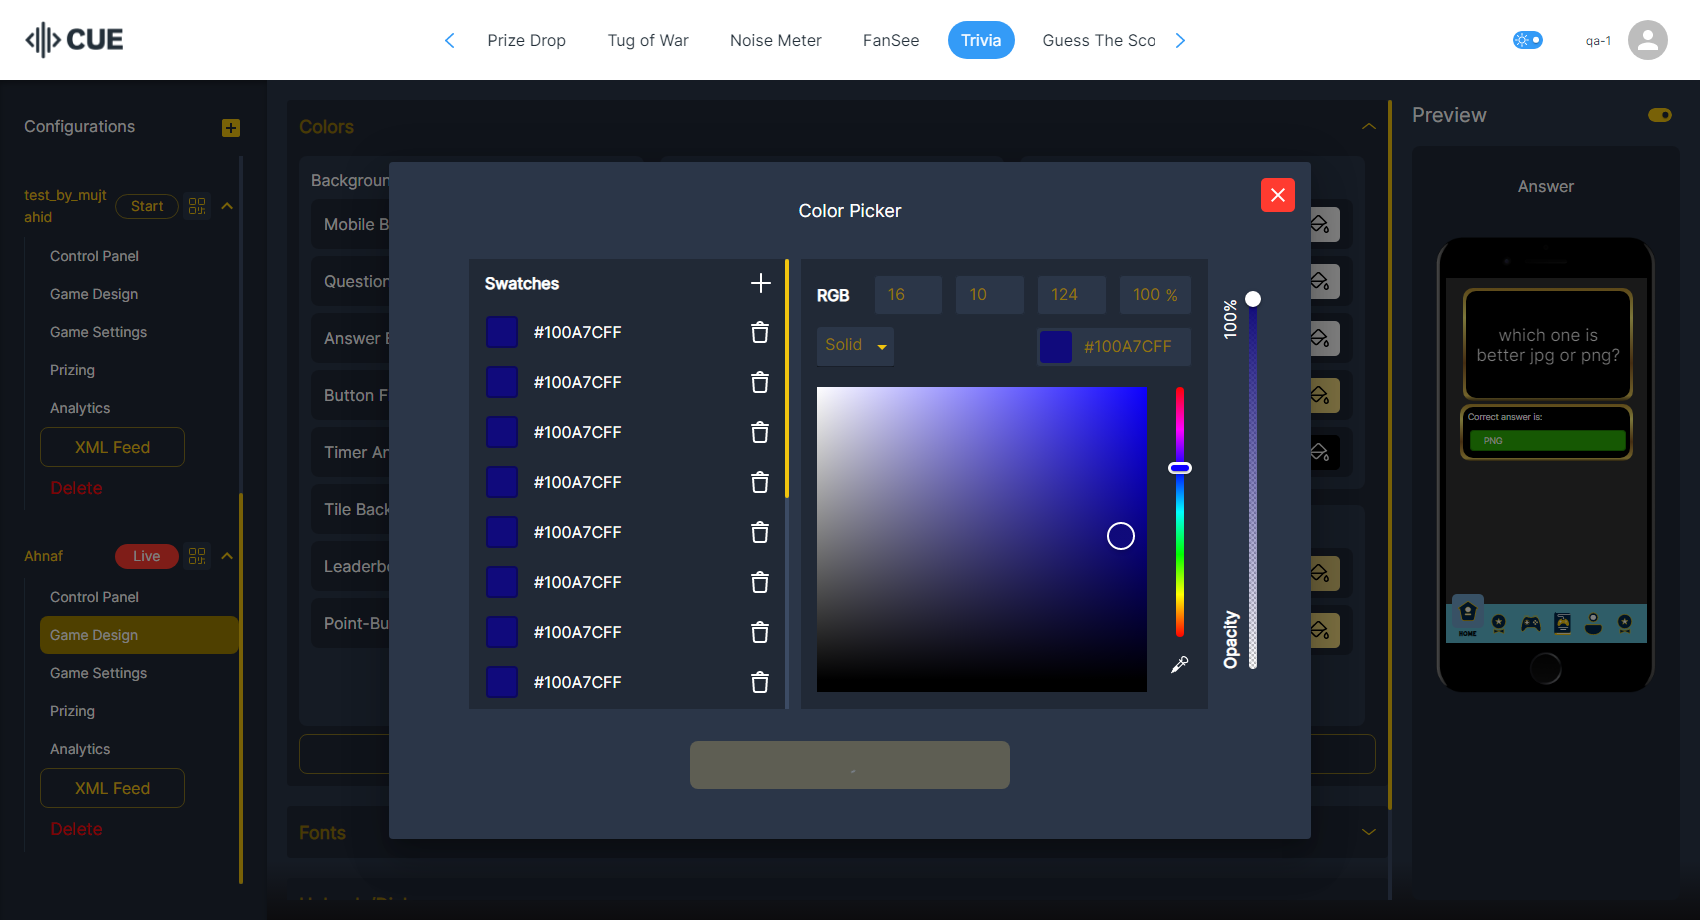 CUE
Prize Drop
Tug of War
Noise Meter
FanSee
Trivia
Guess The Sco
qa-1
Configurations
test_by_mujt
ahid
Start
Control Panel
Game Design
Game Settings
Prizing
Analytics
XML Feed
Delete
Ahnaf
Live
Control Panel
Game Design
Game Settings
Prizing
Analytics
XML Feed
Delete
Colors
Backgroun
Mobile B
Question
Answer
Button F
Timer An
Tile Back
Leaderbo
Point-Bu
Fonts
Color Picker
Swatches
#100A7CFF
#100A7CFF
#100A7CFF
#100A7CFF
#100A7CFF
#100A7CFF
#100A7CFF
#100A7CFF
RGB
16
10
124
100 %
Solid
#100A7CFF
100%
Opacity
Preview
Answer
which one is
better jpg or png?
Correct answer is:
PNG
HOME